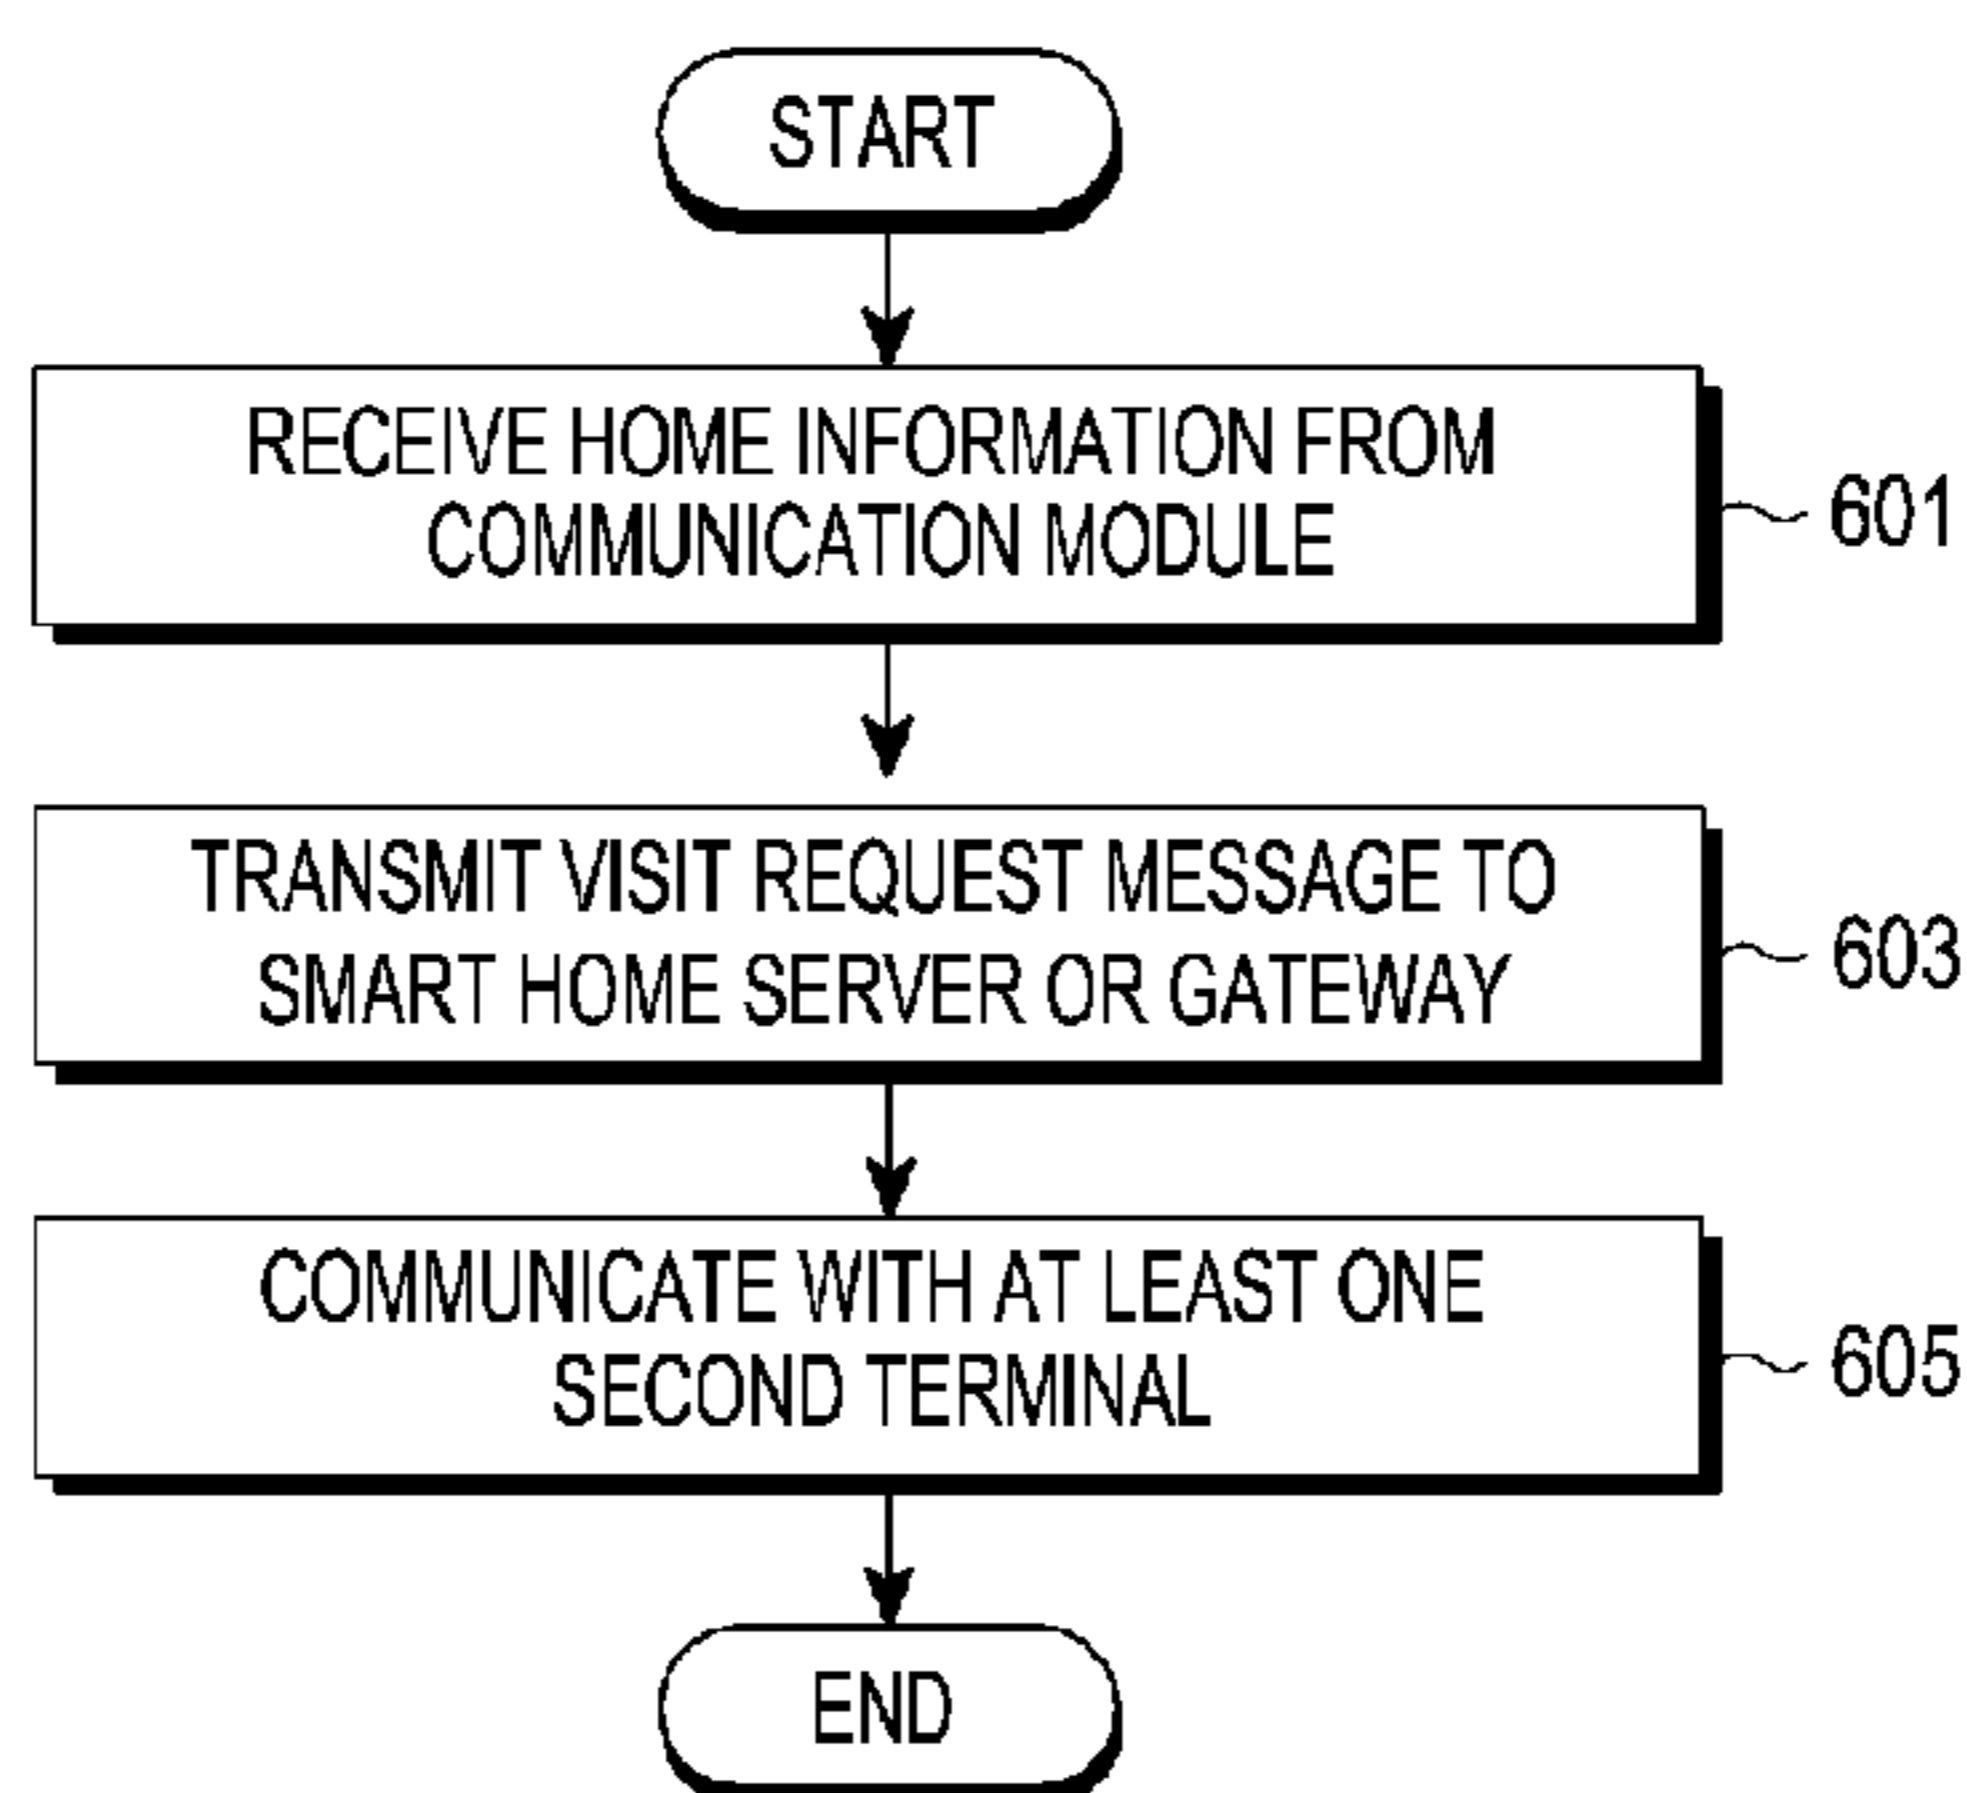 START
RECEIVE HOME INFORMATION FROM
COMMUNICATION MODULE
601
TRANSMIT VISIT REQUEST MESSAGE TO
SMART HOME SERVER OR GATEWAY
603
COMMUNICATE WITH AT LEAST ONE
SECOND TERMINAL
605
END